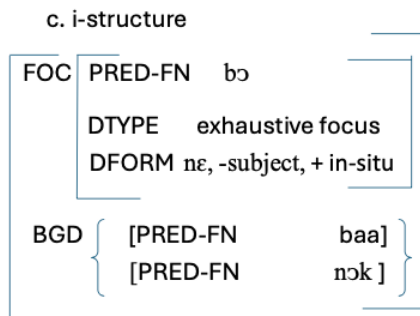 c. i-structure
FOC PRED-FN bɔ
DTYPE exhaustive focus
DFORM nɛ, -subject, + in-situ
BGD { [PRED-FN baa] }
[PRED-FN nɔk ]